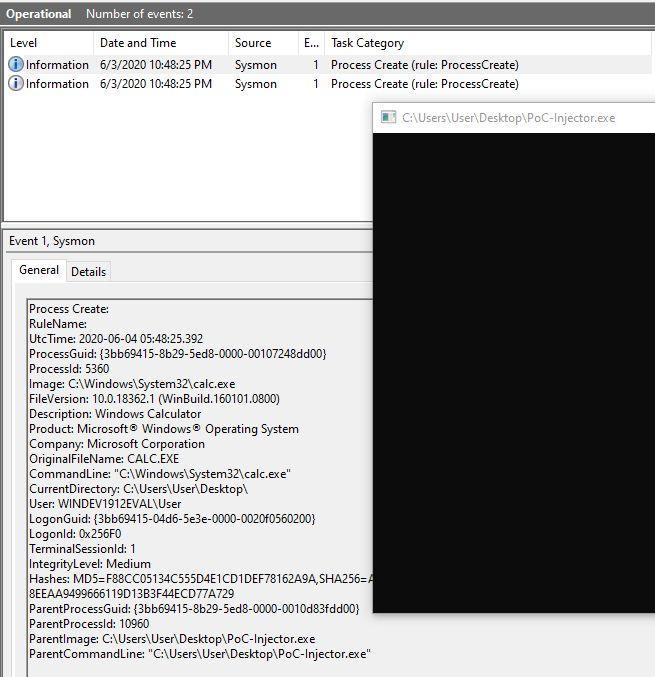 Operational Number of events: 2
Level Date and Time Source E... Task Category
Information 6/3/2020 10:48:25 PM Sysmon 1 Process Create (rule: ProcessCreate)
Information 6/3/2020 10:48:25 PM Sysmon 1 Process Create (rule: ProcessCreate)
C:\Users\User\Desktop\PoC-Injector.exe
Event 1, Sysmon
General Details
Process Create:
RuleName:
UtcTime: 2020-06-04 05:48:25.392
ProcessGuid: {3bb69415-8b29-5ed8-0000-00107248dd00}
ProcessId: 5360
Image: C:\Windows\System32\calc.exe
FileVersion: 10.0.18362.1 (WinBuild.160101.0800)
Description: Windows Calculator
Product: Microsoft® Windows® Operating System
Company: Microsoft Corporation
OriginalFileName: CALC.EXE
CommandLine: "C:\Windows\System32\calc.exe"
CurrentDirectory: C:\Users\User\Desktop\
User: WINDEV1912EVAL\User
LogonGuid: {3bb69415-04d6-5e3e-0000-0020f0560200}
LogonId: 0x256F0
TerminalSessionId: 1
IntegrityLevel: Medium
Hashes: MD5=F88CC05134C555D4E1CD1DEF78162A9A,SHA256=
8EEAA9499666119D13B3F44ECD77A729
ParentProcessGuid: {3bb69415-8b29-5ed8-0000-0010d83fdd00}
ParentProcessId: 10960
ParentImage: C:\Users\User\Desktop\PoC-Injector.exe
ParentCommandLine: "C:\Users\User\Desktop\PoC-Injector.exe"